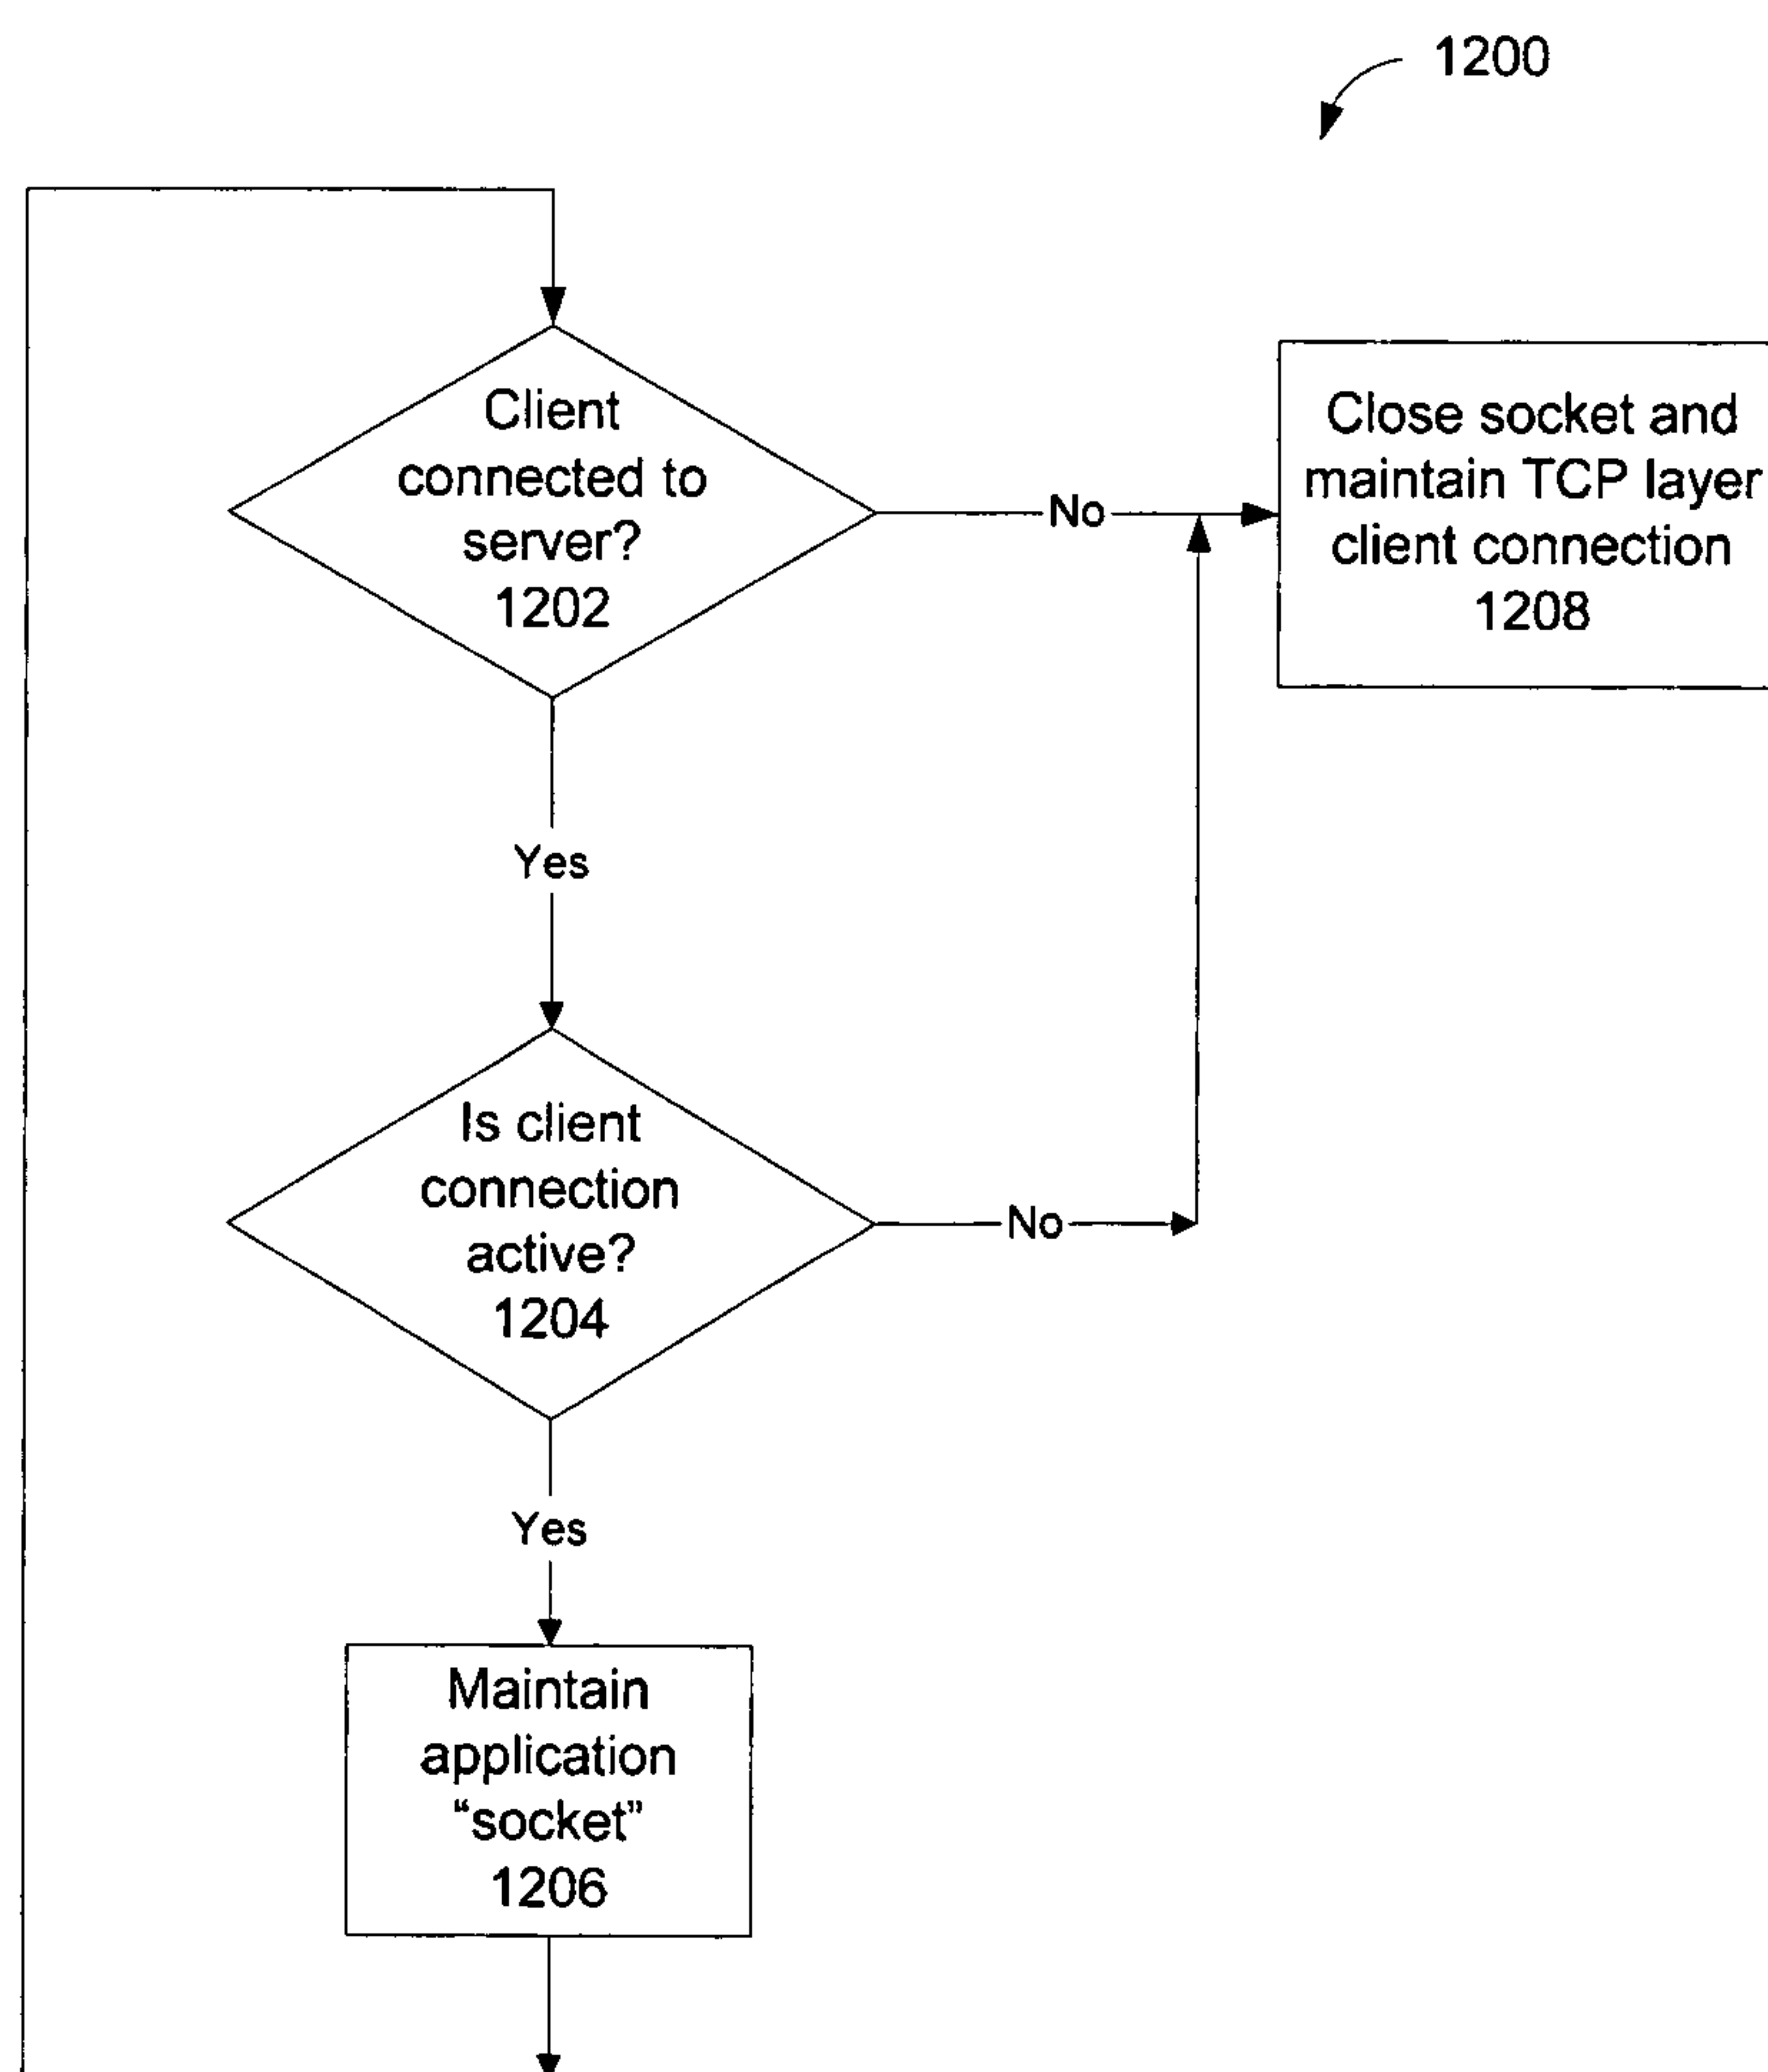 1200
Client
connected to
server?
1202
No
Close socket and
maintain TCP layer
client connection
1208
Yes
Is client
connection
active?
1204
No
Yes
Maintain
application
“socket”
1206